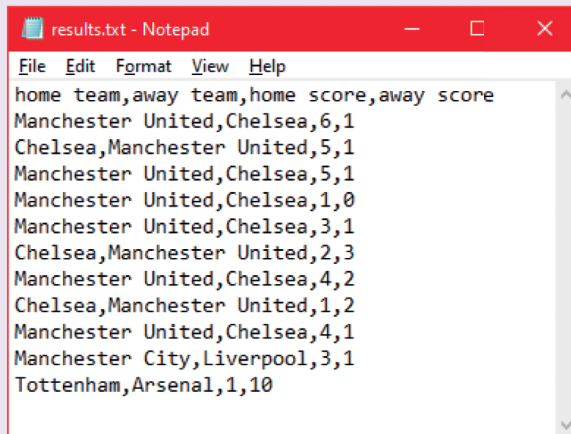 results.txt - Notepad
File Edit Format View Help
home team,away team,home score,away score
Manchester United,Chelsea,6,1
Chelsea,Manchester United,5,1
Manchester United,Chelsea,5,1
Manchester United,Chelsea,1,0
Manchester United,Chelsea,3,1
Chelsea,Manchester United,2,3
Manchester United,Chelsea,4,2
Chelsea,Manchester United,1,2
Manchester United,Chelsea,4,1
Manchester City,Liverpool,3,1
Tottenham,Arsenal,1,10